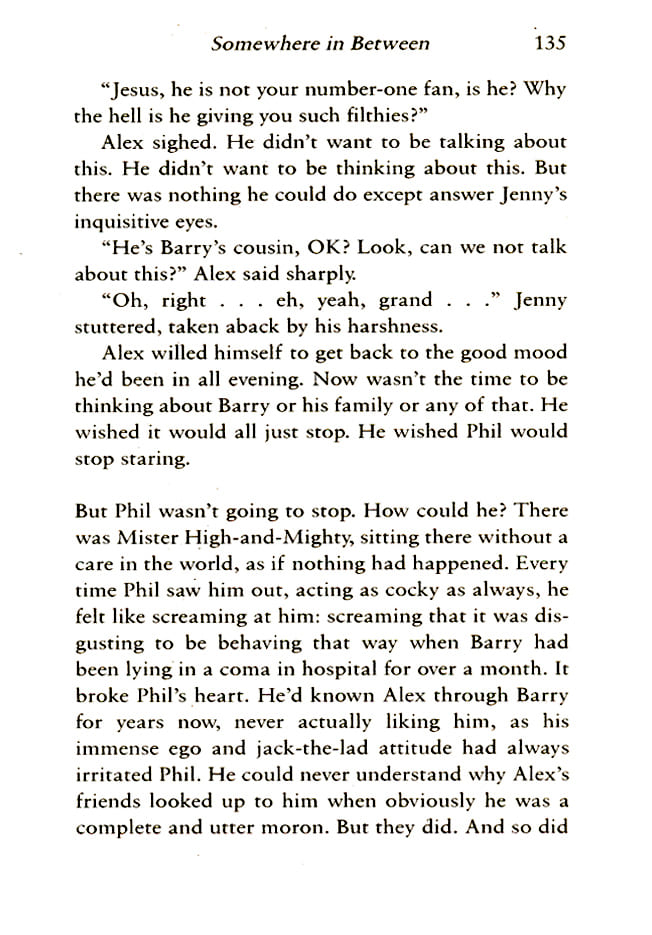 Somewhere in Between 135
“Jesus, he is not your number-one fan, is he? Why
the hell is he giving you such filthies?”
Alex sighed. He didn’t want to be talking about
this. He didn’t want to be thinking about this. But
there was nothing he could do except answer Jenny’s
inquisitive eyes.
“He’s Barry’s cousin, OK? Look, can we not talk
about this?” Alex said sharply.
“Oh, right . . . eh, yeah, grand . . .” Jenny
stuttered, taken aback by his harshness.
Alex willed himself to get back to the good mood
he’d been in all evening. Now wasn’t the time to be
thinking about Barry or his family or any of that. He
wished it would all just stop. He wished Phil would
stop staring.
But Phil wasn’t going to stop. How could he? There
was Mister High-and-Mighty, sitting there without a
care in the world, as if nothing had happened. Every
time Phil saw him out, acting as cocky as always, he
felt like screaming at him: screaming that it was dis-
gusting to be behaving that way when Barry had
been lying in a coma in hospital for over a month. It
broke Phil’s heart. He’d known Alex through Barry
for years now, never actually liking him, as his
immense ego and jack-the-lad attitude had always
irritated Phil. He could never understand why Alex’s
friends looked up to him when obviously he was a
complete and utter moron. But they did. And so did